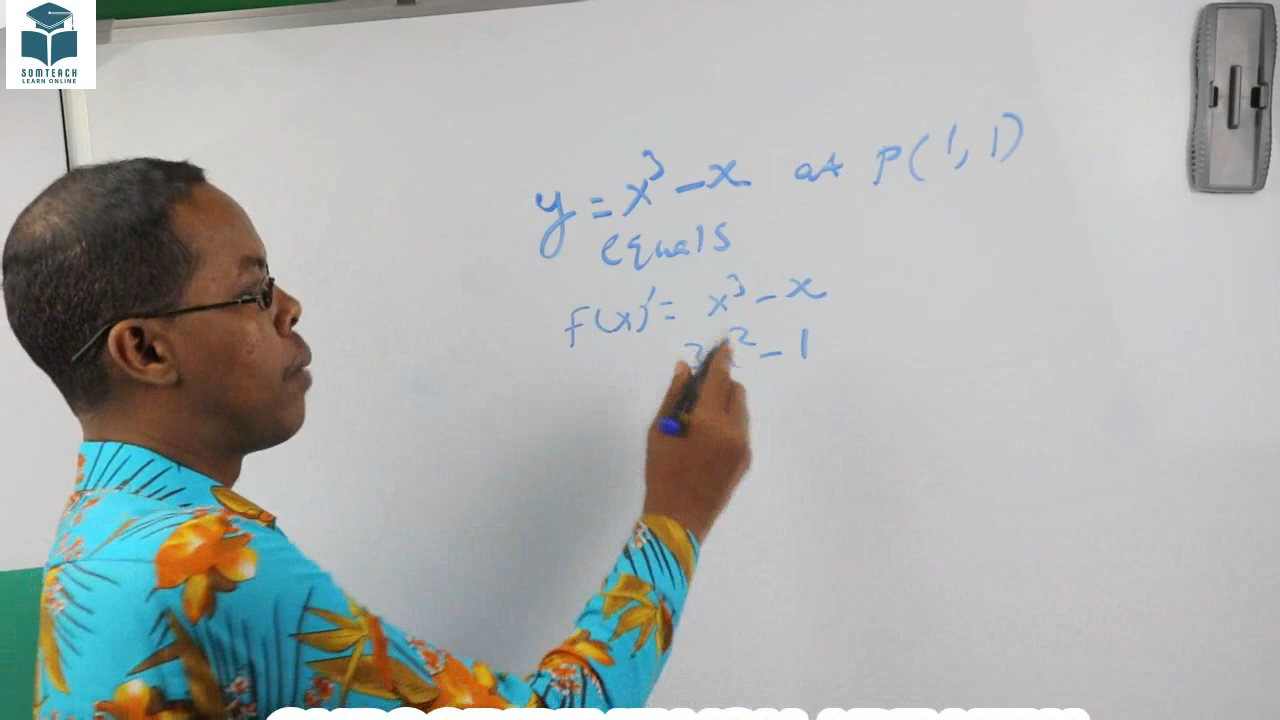 SOMTEACH
LEARN ONLINE
y = x³ - x at P(1, 1)
equals
f(x)' = x³ - x
3x² - 1